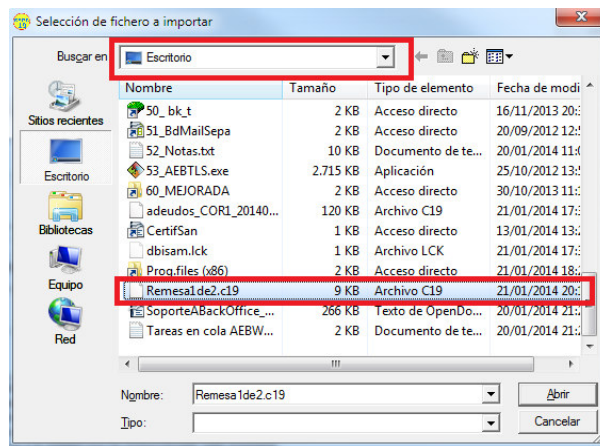 Selección de fichero a importar
Buscar en
Escritorio
Nombre Tamaño Tipo de elemento Fecha de modi
50_ bk_t 2 KB Acceso directo 16/11/2013 20:
51_BdMailSepa 2 KB Acceso directo 20/09/2012 12:
52_Notas.txt 10 KB Documento de te... 20/01/2014 11:
53_AEBTLS.exe 2.715 KB Aplicación 25/10/2012 13:
60_MEJORADA 2 KB Acceso directo 30/10/2013 11:
adeudos_COR1_20140... 120 KB Archivo C19 21/01/2014 17:
CertifSan 1 KB Acceso directo 13/01/2014 13:
dbisam.lck 1 KB Archivo LCK 21/01/2014 17:
Prog.files (x86) 2 KB Acceso directo 21/01/2014 18:
Remesa1de2.c19 9 KB Archivo C19 21/01/2014 20:
SoporteABackOffice_... 266 KB Texto de OpenDo... 20/01/2014 21:
Tareas en cola AEBW... 2 KB Documento de te... 20/01/2014 21:
Sitios recientes
Escritorio
Bibliotecas
Equipo
Red
Nombre: Remesa1de2.c19 Abrir
Tipo: Cancelar